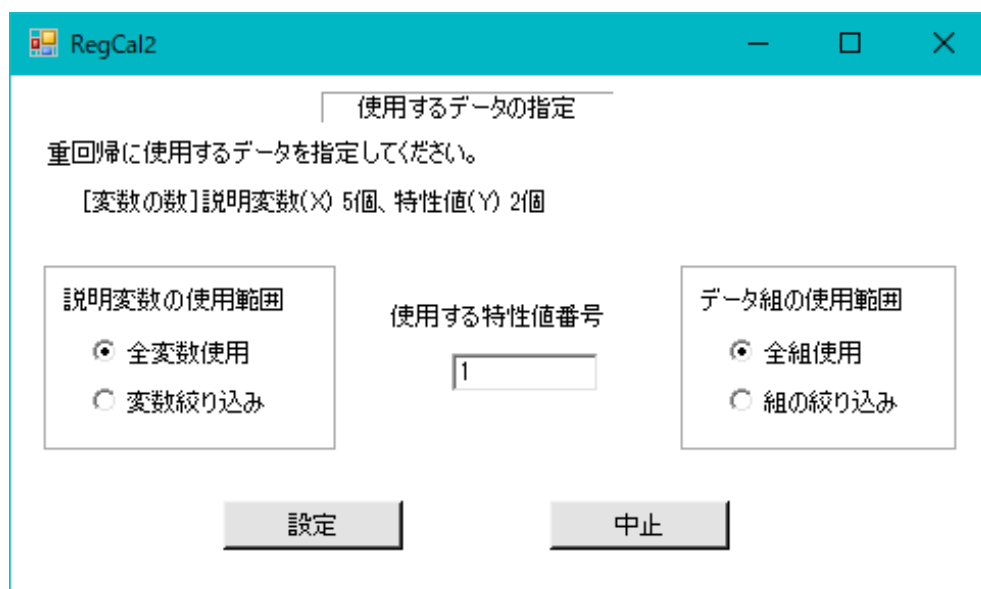 RegCal2
使用するデータの指定
重回帰に使用するデータを指定してください。
[変数の数]説明変数(X) 5個、特性値(Y) 2個
説明変数の使用範囲
全変数使用
変数絞り込み
使用する特性値番号
1
データ組の使用範囲
全組使用
組の絞り込み
設定
中止